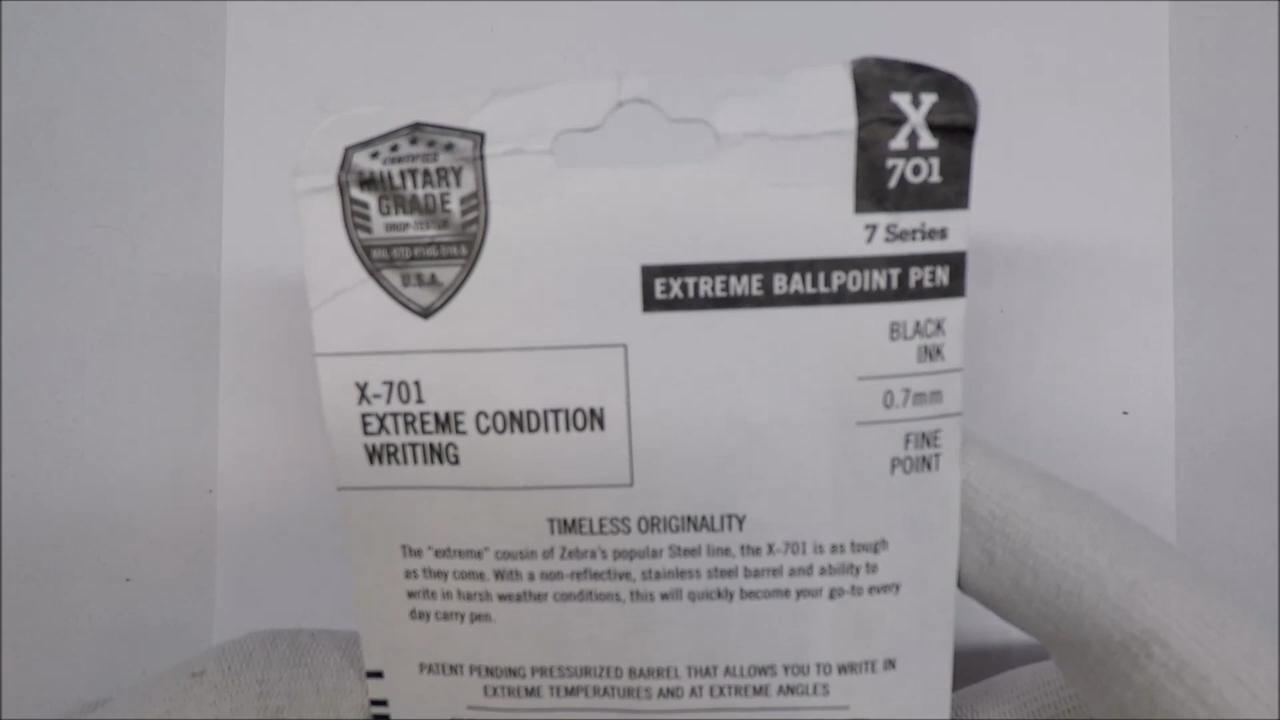 CERTIFIED
MILITARY
GRADE
DROP-TESTED
U.S.A.
X
701
7 Series
EXTREME BALLPOINT PEN
BLACK
INK
0.7mm
FINE
POINT
X-701
EXTREME CONDITION
WRITING
TIMELESS ORIGINALITY
The "extreme" cousin of Zebra's popular Steel line, the X-701 is as tough
as they come. With a non-reflective, stainless steel barrel and ability to
write in harsh weather conditions, this will quickly become your go-to every
day carry pen.
PATENT PENDING PRESSURIZED BARREL THAT ALLOWS YOU TO WRITE IN
EXTREME TEMPERATURES AND AT EXTREME ANGLES